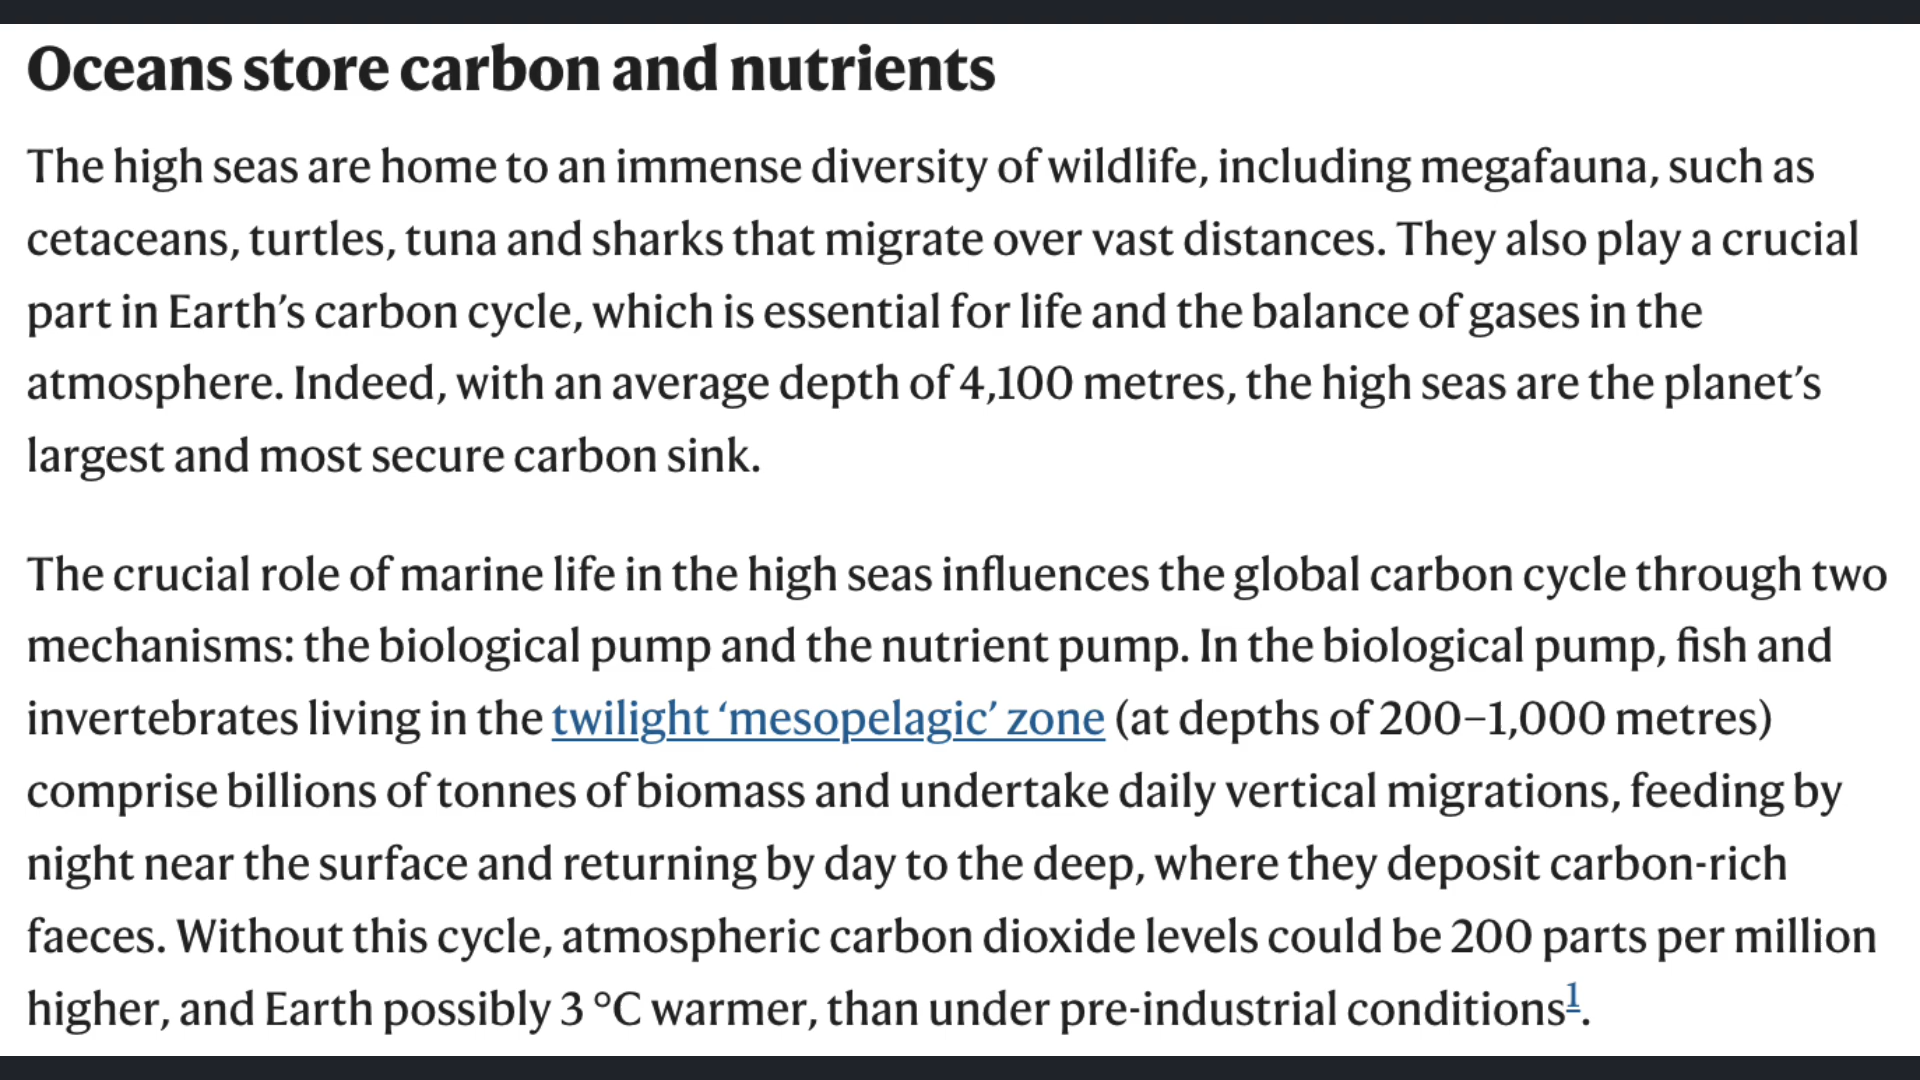 Oceans store carbon and nutrients
The high seas are home to an immense diversity of wildlife, including megafauna, such as
cetaceans, turtles, tuna and sharks that migrate over vast distances. They also play a crucial
part in Earth’s carbon cycle, which is essential for life and the balance of gases in the
atmosphere. Indeed, with an average depth of 4,100 metres, the high seas are the planet’s
largest and most secure carbon sink.
The crucial role of marine life in the high seas influences the global carbon cycle through two
mechanisms: the biological pump and the nutrient pump. In the biological pump, fish and
invertebrates living in the twilight ‘mesopelagic’ zone (at depths of 200–1,000 metres)
comprise billions of tonnes of biomass and undertake daily vertical migrations, feeding by
night near the surface and returning by day to the deep, where they deposit carbon-rich
faeces. Without this cycle, atmospheric carbon dioxide levels could be 200 parts per million
higher, and Earth possibly 3 °C warmer, than under pre-industrial conditions¹.